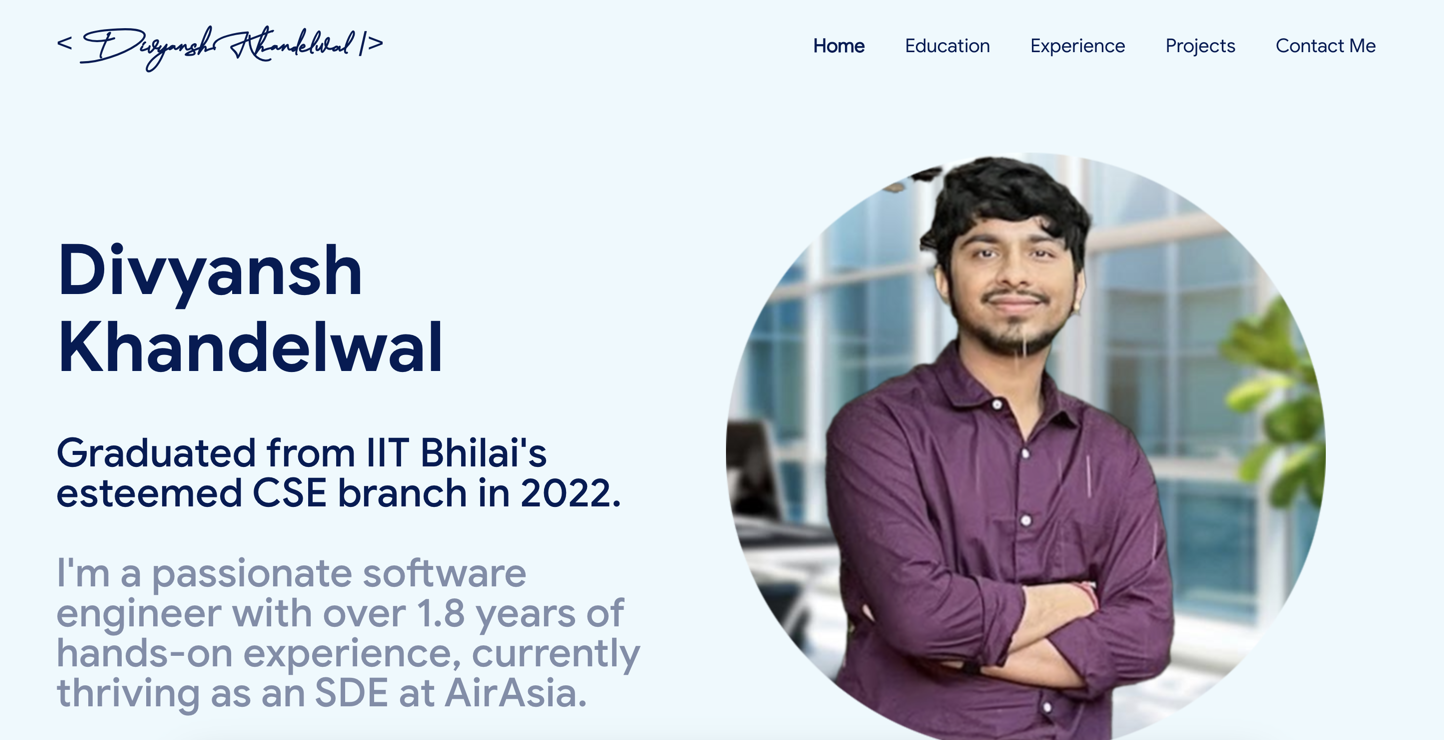 < Divyansh Khandelwal />
Home Education Experience Projects Contact Me
Divyansh
Khandelwal
Graduated from IIT Bhilai's
esteemed CSE branch in 2022.
I'm a passionate software
engineer with over 1.8 years of
hands-on experience, currently
thriving as an SDE at AirAsia.